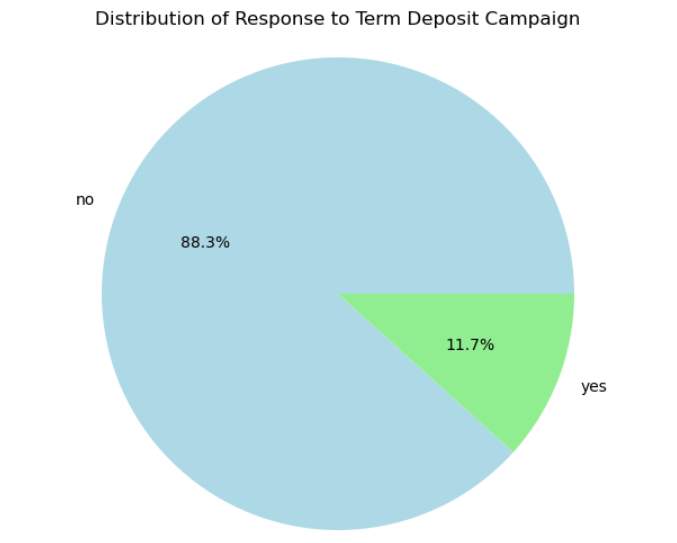 Distribution of Response to Term Deposit Campaign
no
88.3%
11.7%
yes